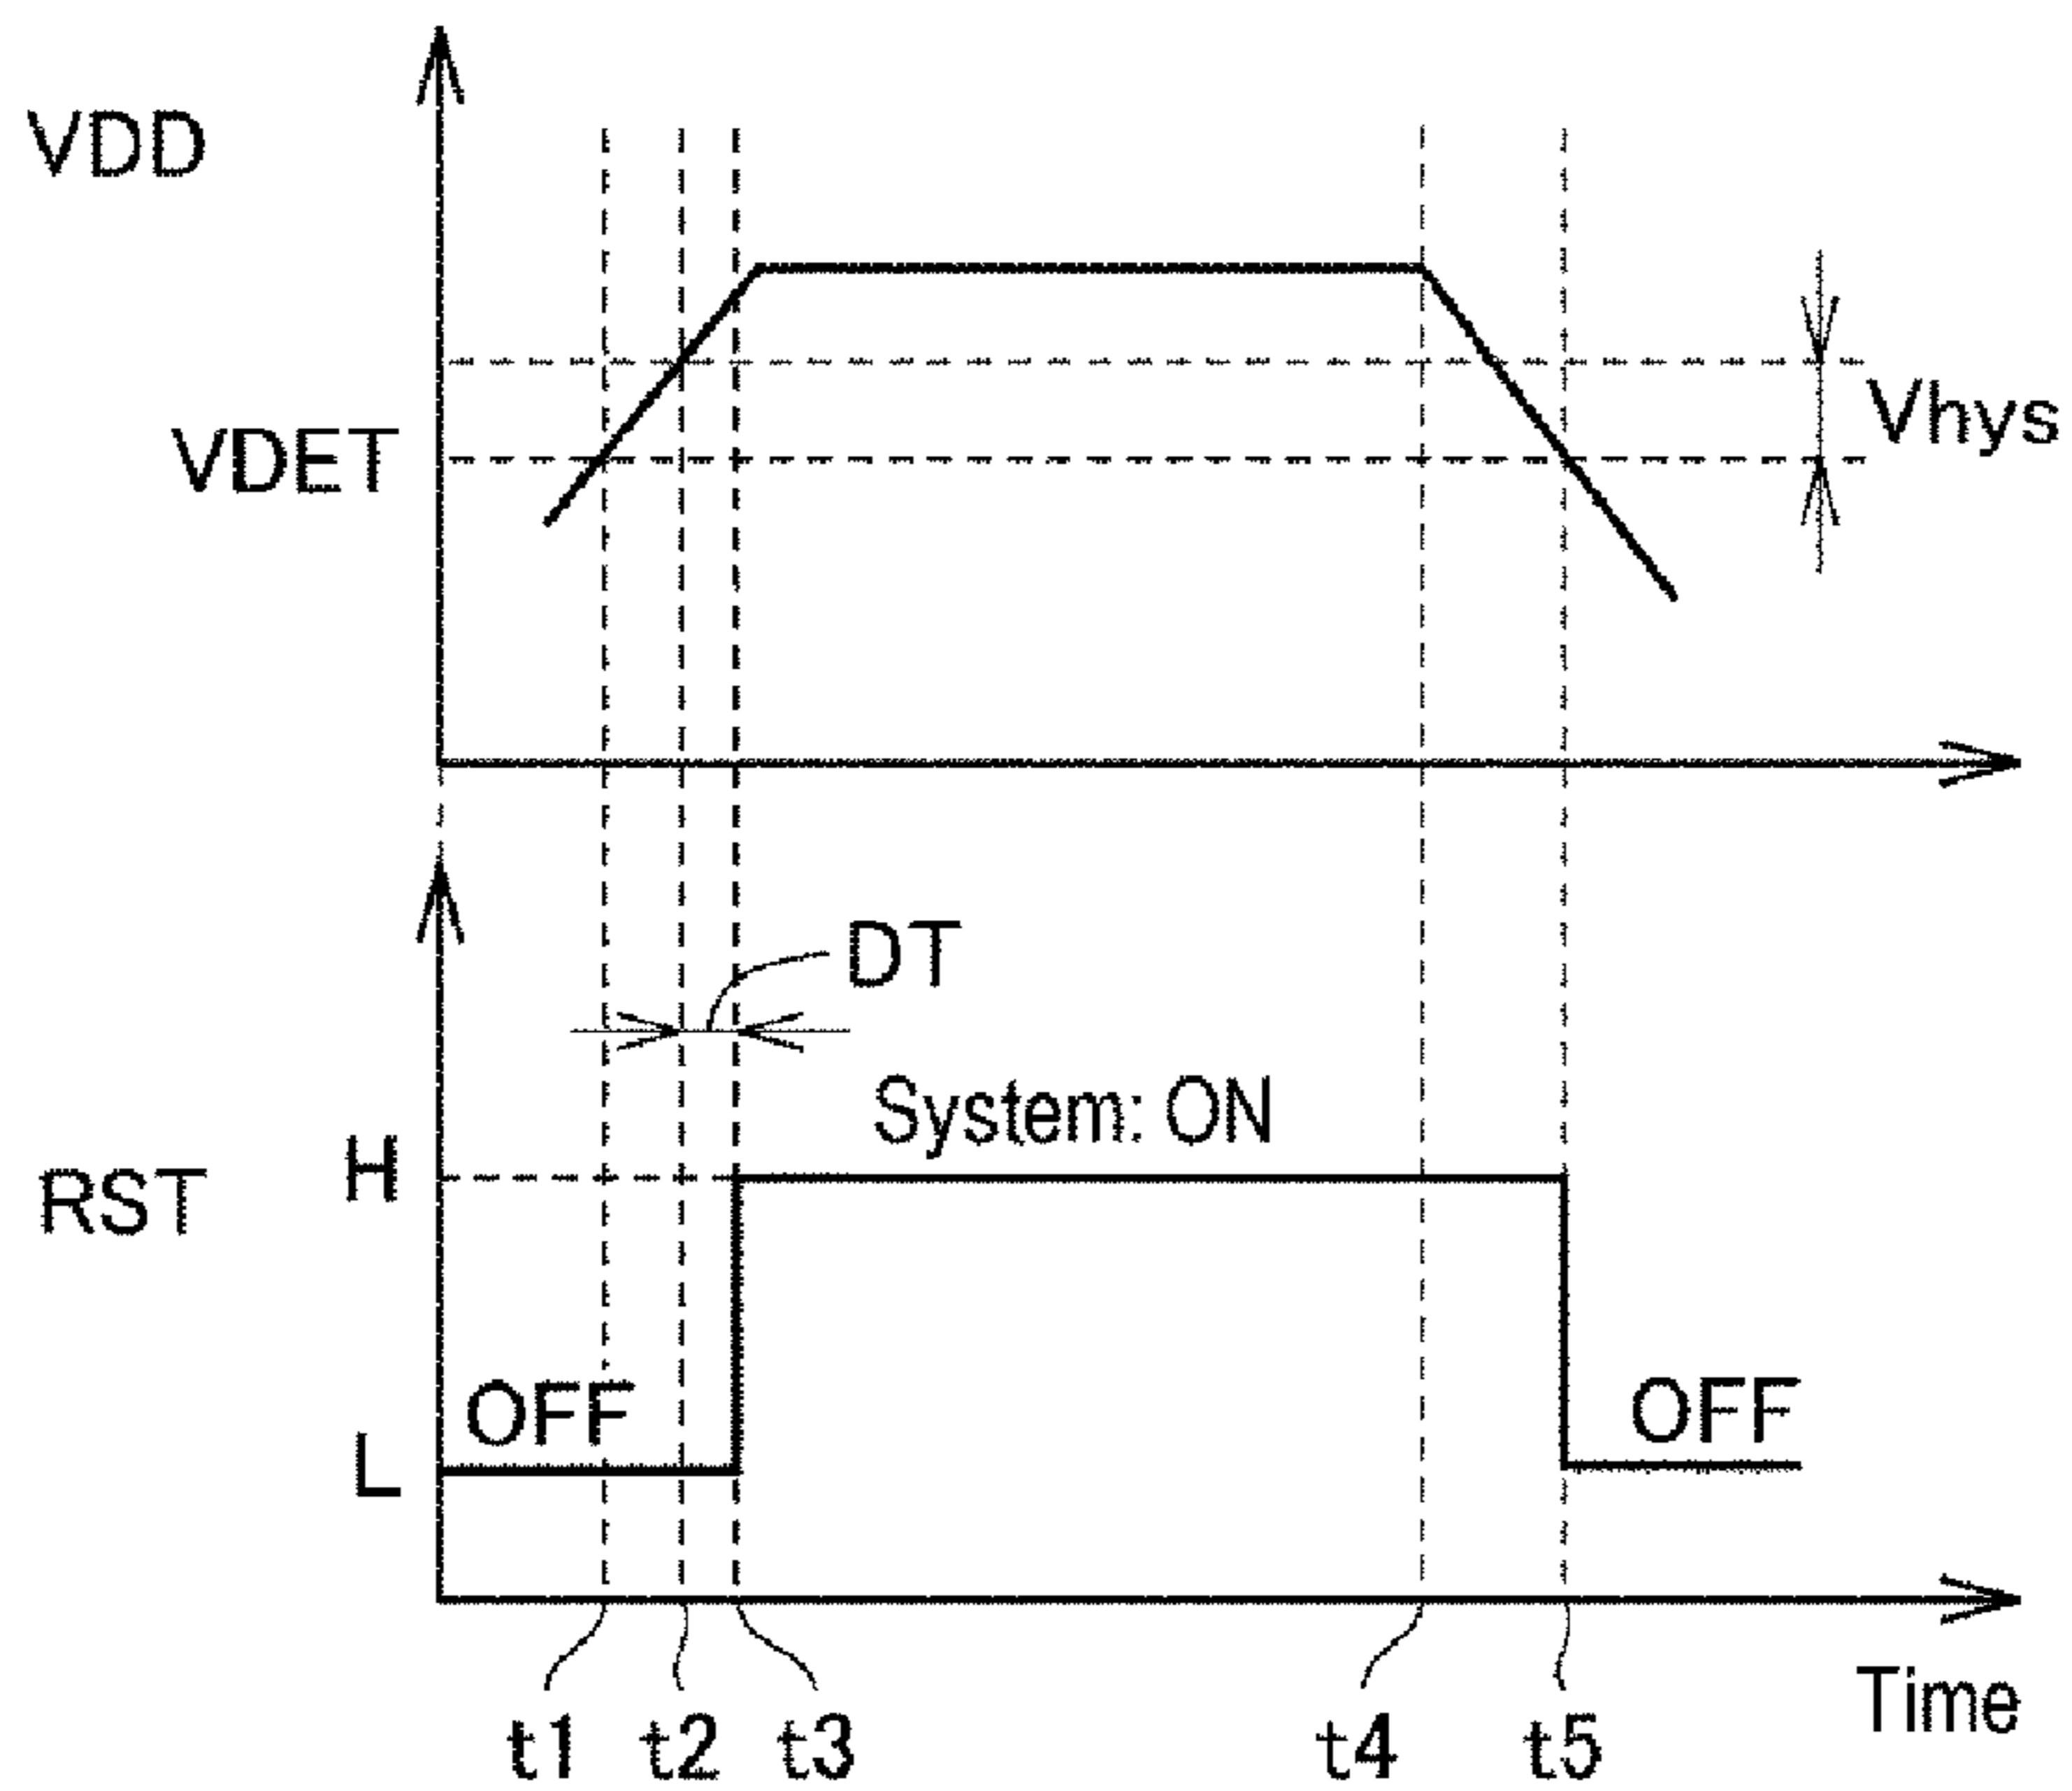 VDD
VDET
Vhys
DT
System: ON
RST
H
OFF
L
OFF
t1
t2
t3
t4
t5
Time